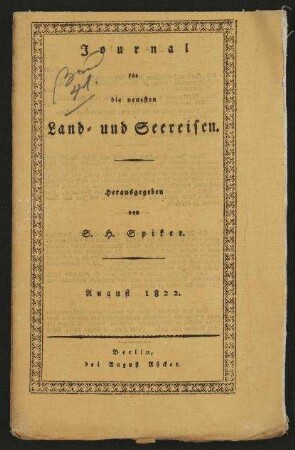 Journal
für
die neuesten
Land- und Seereisen.
Herausgegeben
von
S. H. Spiker.
August 1822.
Berlin,
bei August Rücker.